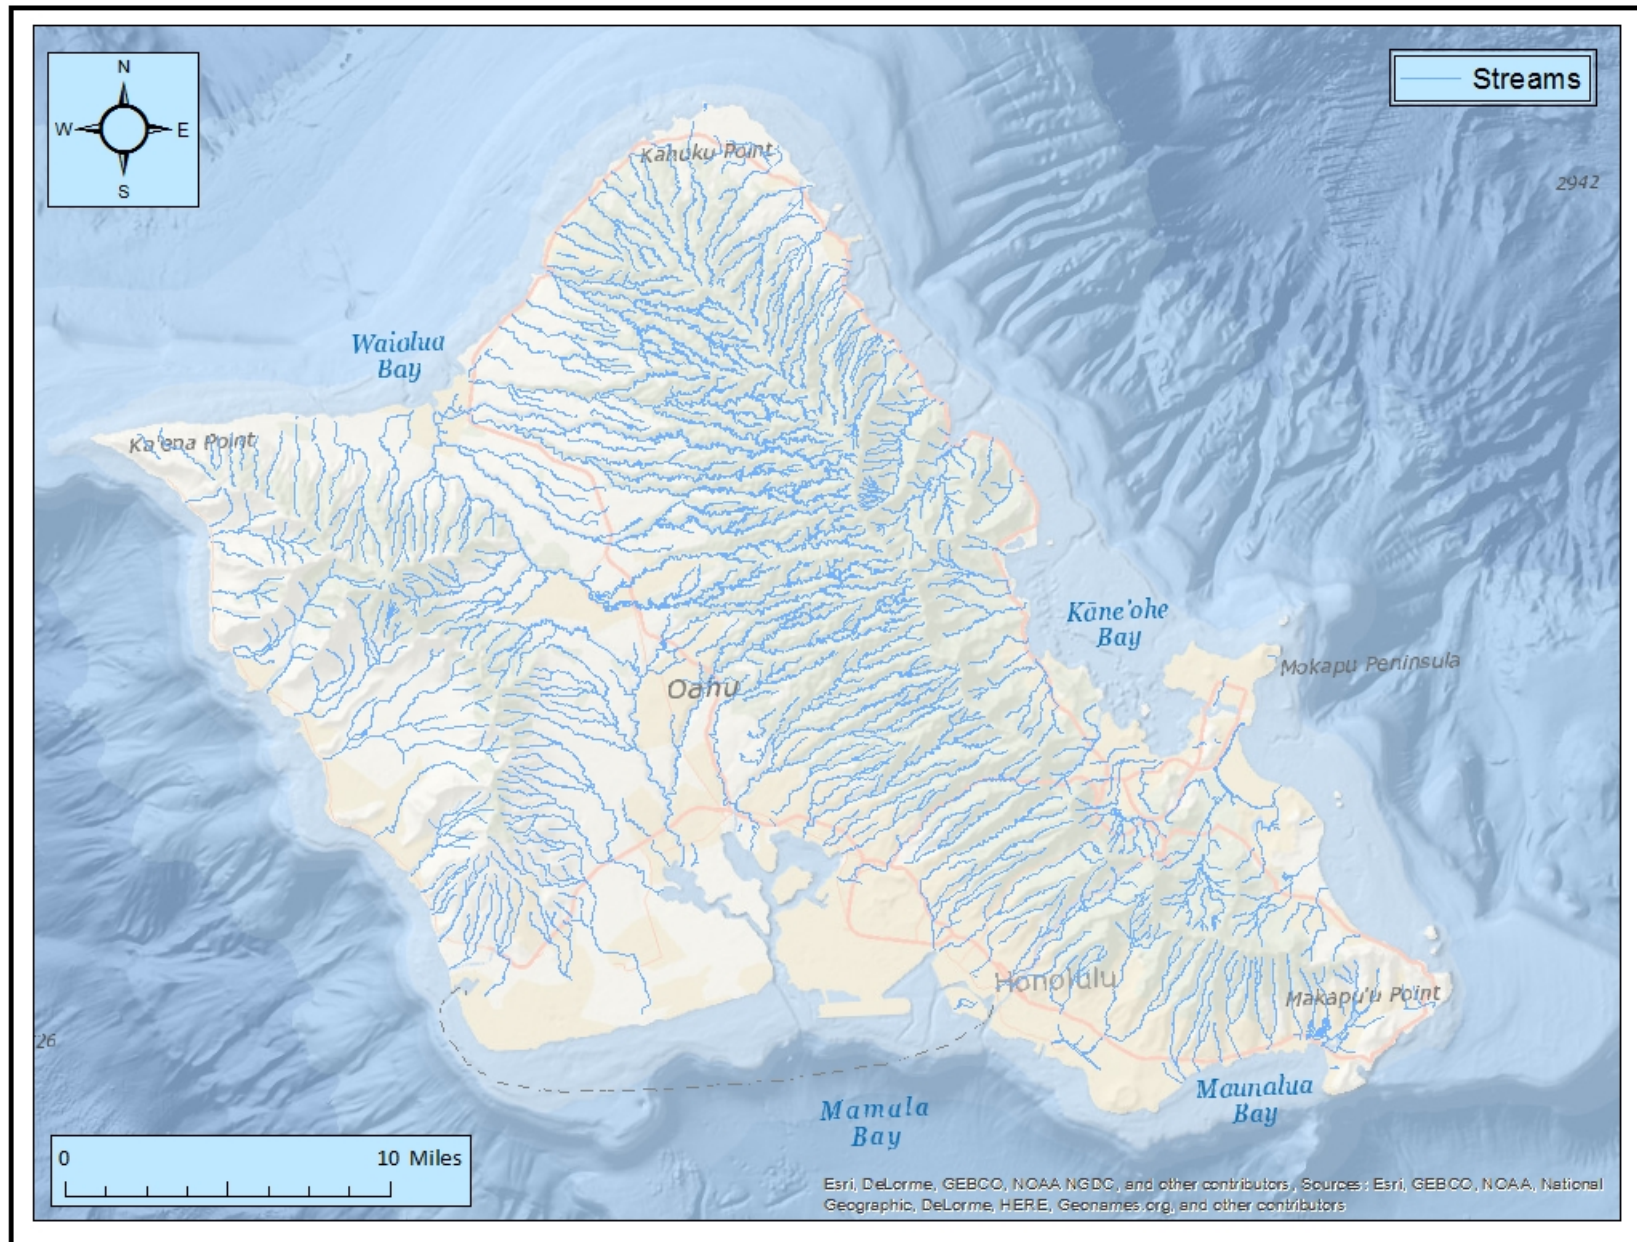 N
W E
S
Streams
Kahuku Point
2942
Waialua
Bay
Ka'ena Point
Kāne'ohe
Bay
Mokapu Peninsula
Oahu
Honolulu
Makapu'u Point
26
Maunalua
Bay
Mamala
Bay
0 10 Miles
Esri, DeLorme, GEBCO, NOAA NGDC, and other contributors, Sources: Esri, GEBCO, NOAA, National
Geographic, DeLorme, HERE, Geonames.org, and other contributors